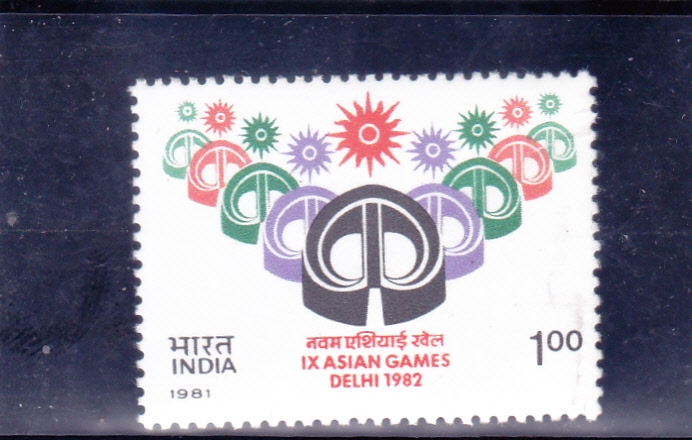 नवम एशियाई खेल
IX ASIAN GAMES
DELHI 1982
भारत
INDIA
1981
1.00